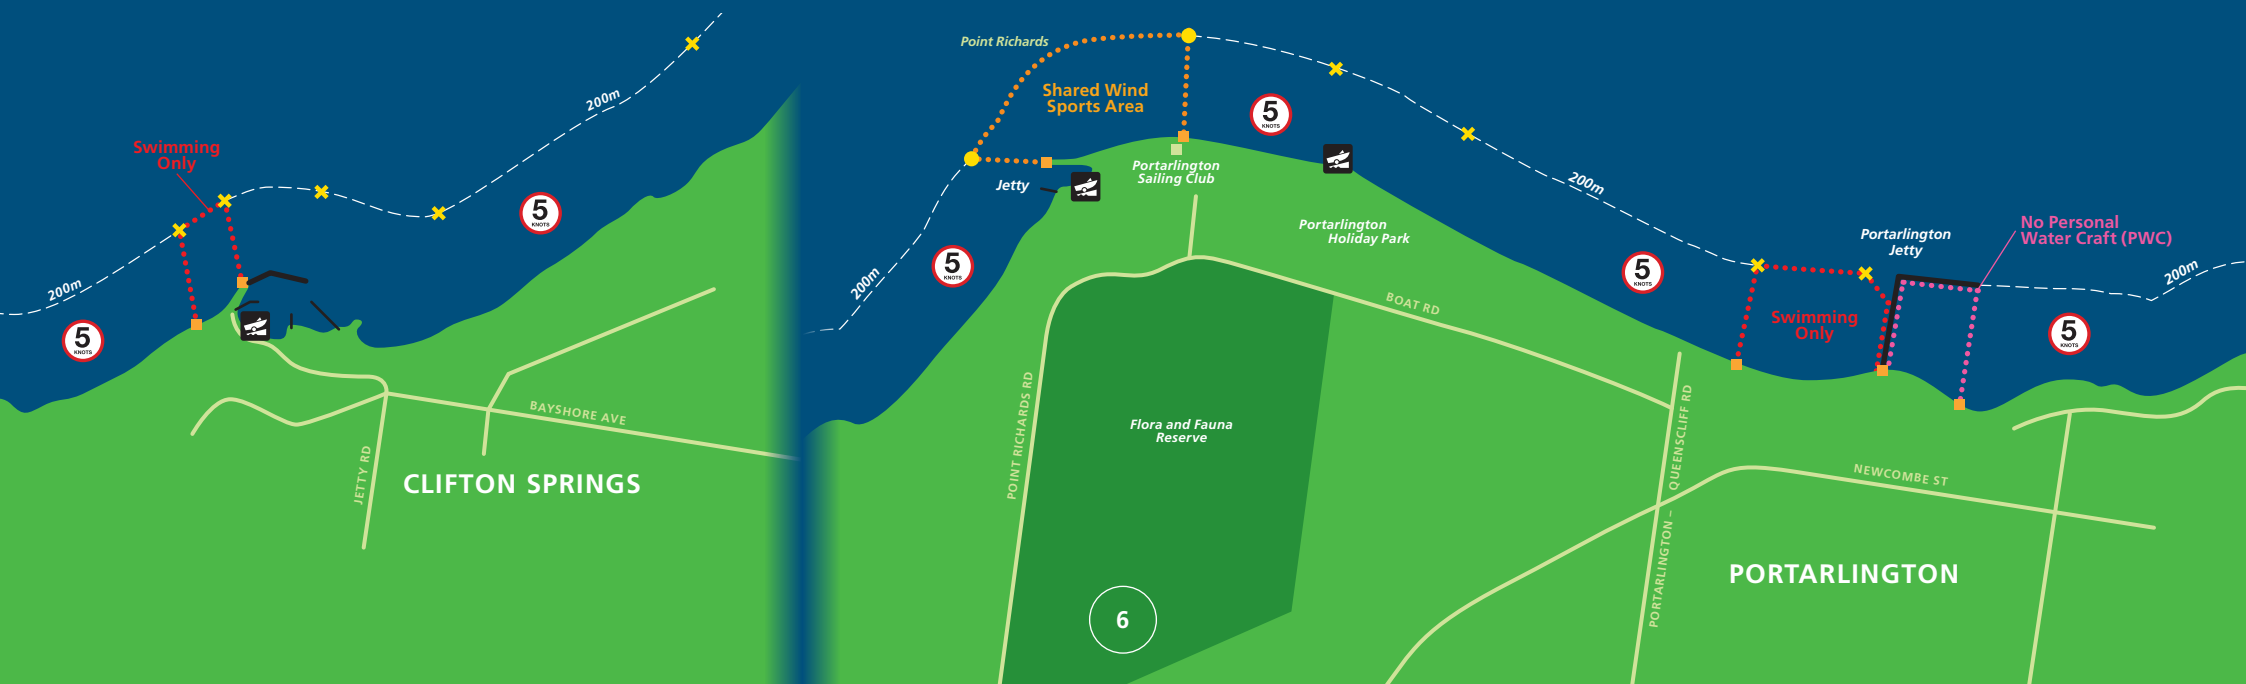 Swimming
Only
200m
5
KNOTS
200m
5
KNOTS
BAYSHORE AVE
JETTY RD
CLIFTON SPRINGS
Point Richards
Shared Wind
Sports Area
5
KNOTS
Jetty
Portarlington
Sailing Club
200m
5
KNOTS
Portarlington
Holiday Park
200m
BOAT RD
POINT RICHARDS RD
Flora and Fauna
Reserve
6
5
KNOTS
Portarlington
Jetty
No Personal
Water Craft (PWC)
200m
Swimming
Only
5
KNOTS
PORTARLINGTON – QUEENSCLIFF RD
NEWCOMBE ST
PORTARLINGTON